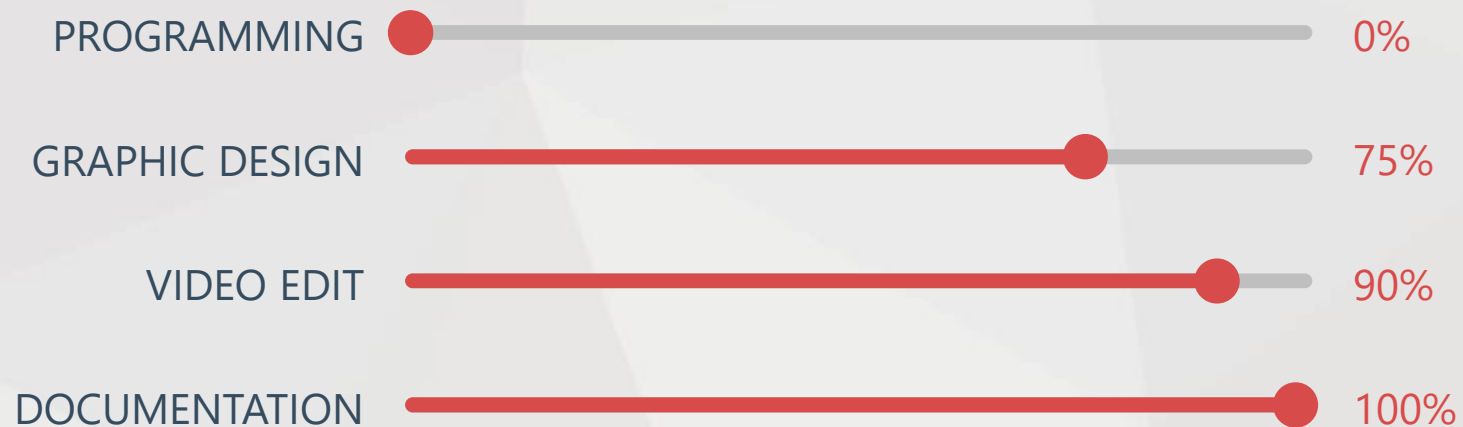 PROGRAMMING 0%
GRAPHIC DESIGN 75%
VIDEO EDIT 90%
DOCUMENTATION 100%